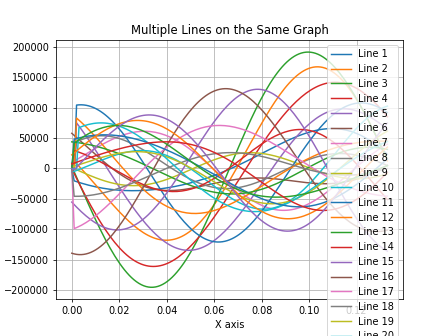 Multiple Lines on the Same Graph
200000
150000
100000
50000
0
−50000
−100000
−150000
−200000
0.00
0.02
0.04
0.06
0.08
0.10
X axis
Line 1
Line 2
Line 3
Line 4
Line 5
Line 6
Line 7
Line 8
Line 9
Line 10
Line 11
Line 12
Line 13
Line 14
Line 15
Line 16
Line 17
Line 18
Line 19
Line 20